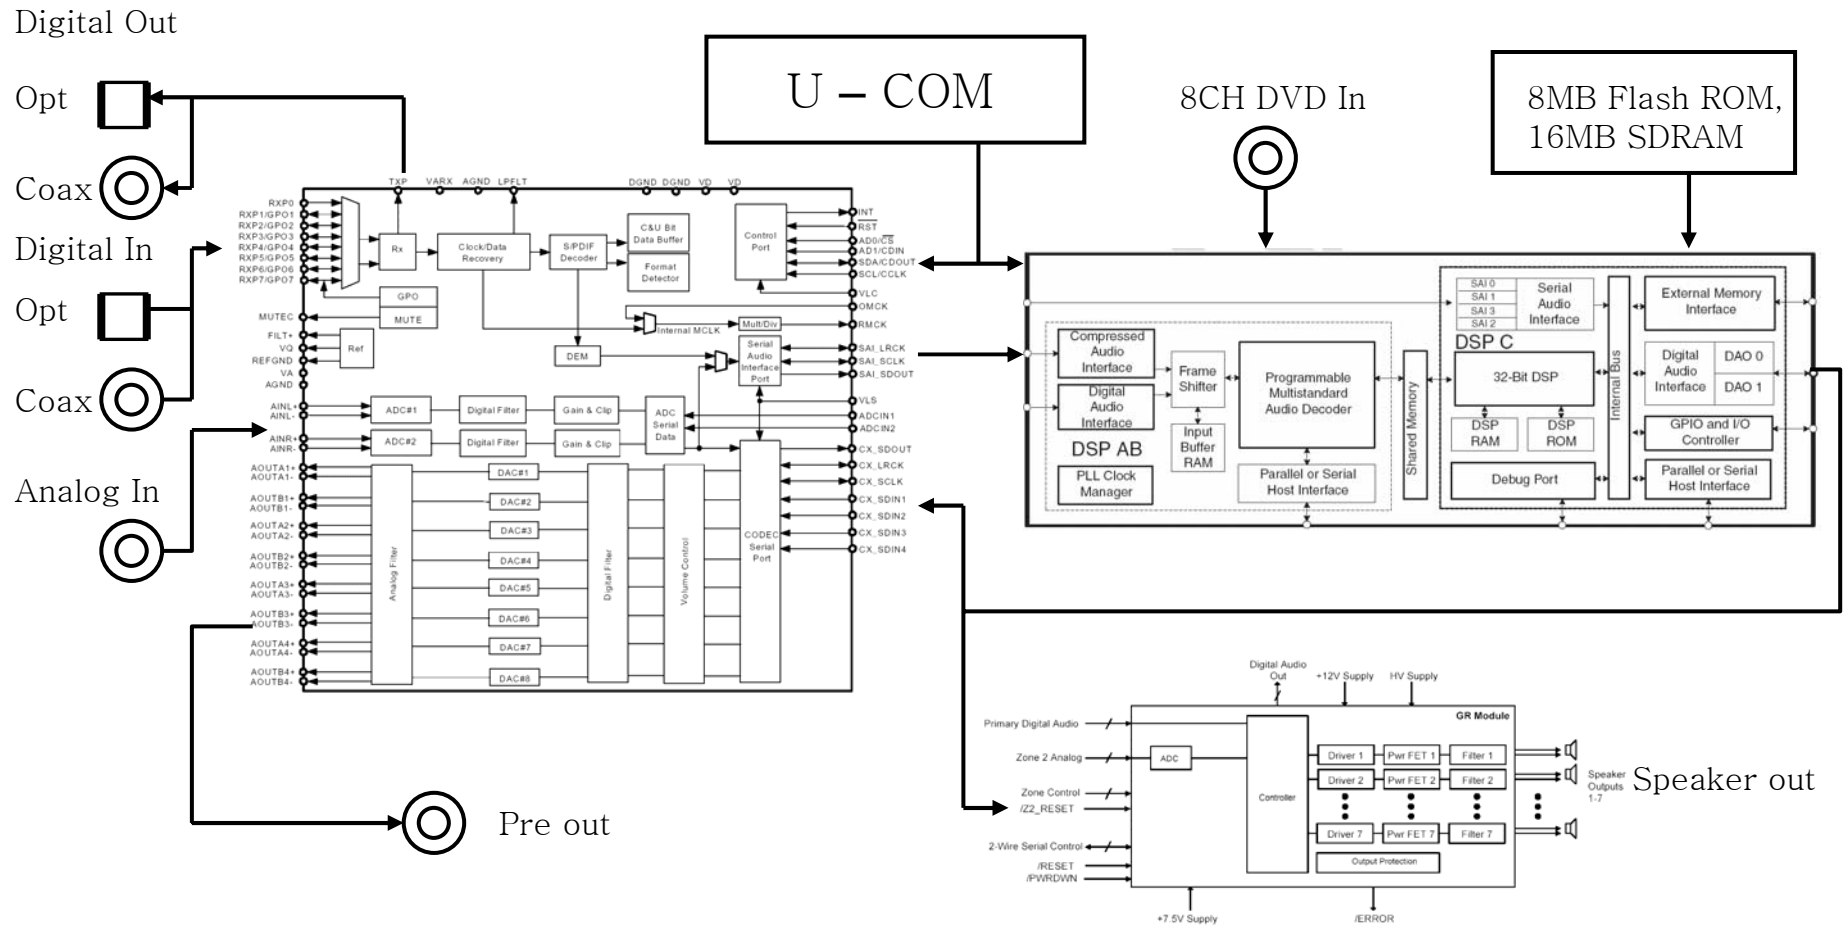 Digital Out
Opt
Coax
Digital In
Opt
Coax
Analog In
Pre out
U – COM
8CH DVD In
8MB Flash ROM,
16MB SDRAM
TXP
VARX
AGND
LPFLT
DGND
DGND
VD
VD
RXP0
RXP1/GPO1
RXP2/GPO2
RXP3/GPO3
RXP4/GPO4
RXP5/GPO5
RXP6/GPO6
RXP7/GPO7
MUTEC
FILT+
VQ
REFGND
VA
AGND
AINL+
AINL-
AINR+
AINR-
AOUTA1+
AOUTA1-
AOUTB1+
AOUTB1-
AOUTA2+
AOUTA2-
AOUTB2+
AOUTB2-
AOUTA3+
AOUTA3-
AOUTB3+
AOUTB3-
AOUTA4+
AOUTA4-
AOUTB4+
AOUTB4-
Rx
Clock/Data
Recovery
S/PDIF
Decoder
C&U Bit
Data Buffer
Format
Detector
Control
Port
GPO
MUTE
Ref
Internal MCLK
Mult/Div
DEM
Serial
Audio
Interface
Port
ADC#1
Digital Filter
Gain & Clip
ADC#2
Digital Filter
Gain & Clip
ADC
Serial
Data
Analog Filter
DAC#1
DAC#2
DAC#3
DAC#4
DAC#5
DAC#6
DAC#7
DAC#8
Digital Filter
Volume Control
CODEC
Serial
Port
INT
RST
AD0/CS
AD1/CDIN
SDA/CDOUT
SCL/CCLK
VLC
OMCK
RMCK
SAI_LRCK
SAI_SCLK
SAI_SDOUT
VLS
ADCIN1
ADCIN2
CX_SDOUT
CX_LRCK
CX_SCLK
CX_SDIN1
CX_SDIN2
CX_SDIN3
CX_SDIN4
Compressed
Audio
Interface
Digital
Audio
Interface
DSP AB
PLL Clock
Manager
Frame
Shifter
Input
Buffer
RAM
Programmable
Multistandard
Audio Decoder
Parallel or Serial
Host Interface
Shared Memory
SAI 0
SAI 1
SAI 3
SAI 2
Serial
Audio
Interface
DSP C
32-Bit DSP
DSP
RAM
DSP
ROM
Debug Port
Internal Bus
External Memory
Interface
Digital
Audio
Interface
DAO 0
DAO 1
GPIO and I/O
Controller
Parallel or Serial
Host Interface
Digital Audio
Out
+12V Supply
HV Supply
GR Module
Primary Digital Audio
Zone 2 Analog
Zone Control
/Z2_RESET
2-Wire Serial Control
/RESET
/PWRDWN
ADC
Controller
Driver 1
Pwr FET 1
Filter 1
Driver 2
Pwr FET 2
Filter 2
Driver 7
Pwr FET 7
Filter 7
Output Protection
Speaker
Outputs
1-7
Speaker out
+7.5V Supply
/ERROR